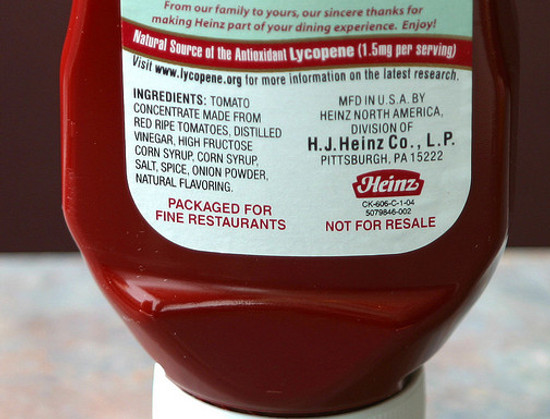 From our family to yours, our sincere thanks for
making Heinz part of your dining experience. Enjoy!
Natural Source of the Antioxidant Lycopene (1.5mg per serving)
Visit www.lycopene.org for more information on the latest research.
INGREDIENTS: TOMATO
CONCENTRATE MADE FROM
RED RIPE TOMATOES, DISTILLED
VINEGAR, HIGH FRUCTOSE
CORN SYRUP, CORN SYRUP,
SALT, SPICE, ONION POWDER,
NATURAL FLAVORING.
PACKAGED FOR
FINE RESTAURANTS
MFD IN U.S.A. BY
HEINZ NORTH AMERICA,
DIVISION OF
H.J.Heinz Co., L.P.
PITTSBURGH, PA 15222
Heinz
CK-606-C-1-04
5079846-002
NOT FOR RESALE